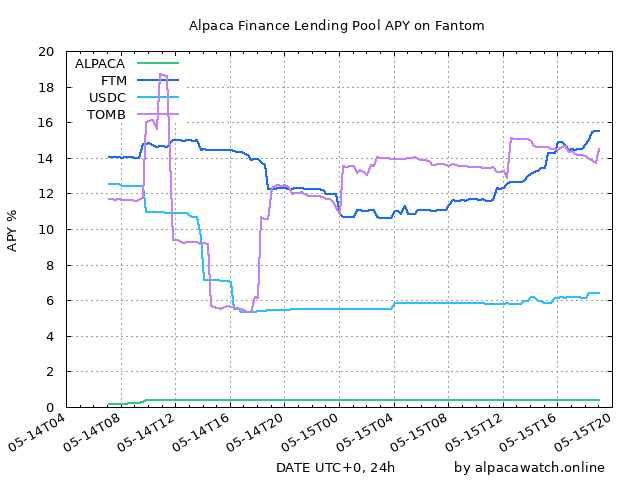 Alpaca Finance Lending Pool APY on Fantom
APY %
20
18
16
14
12
10
8
6
4
2
0
ALPACA
FTM
USDC
TOMB
05-14T04
05-14T08
05-14T12
05-14T16
05-14T20
05-15T00
05-15T04
05-15T08
05-15T12
05-15T16
05-15T20
DATE UTC+0, 24h
by alpacawatch.online